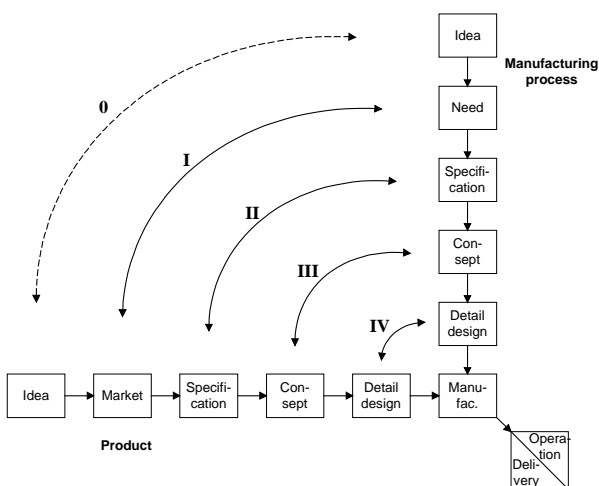 Idea
Manufacturing
process
0
Need
I
Specifi-
cation
II
Con-
sept
III
Detail
design
IV
Idea
Market
Specifi-
cation
Con-
sept
Detail
design
Manu-
fac.
Product
Opera-
tion
Deli-
very